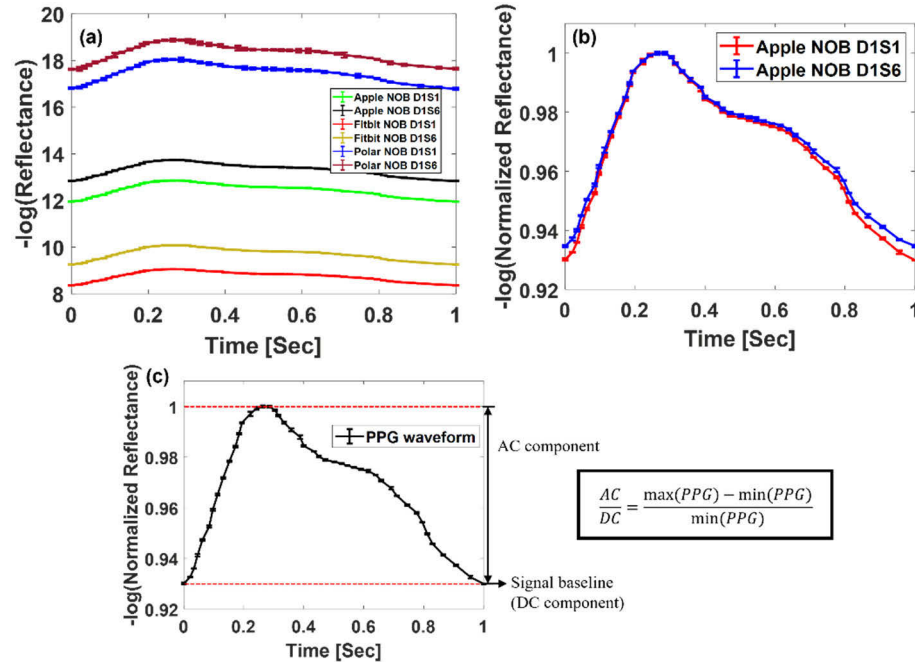 (a)
-log(Reflectance)
20
18
16
14
12
10
8
0
0.2
0.4
0.6
0.8
1
Time [Sec]
Apple NOB D1S1
Apple NOB D1S6
Fitbit NOB D1S1
Fitbit NOB D1S6
Polar NOB D1S1
Polar NOB D1S6
(b)
-log(Normalized Reflectance)
1
0.98
0.96
0.94
0.92
0
0.2
0.4
0.6
0.8
1
Time [Sec]
Apple NOB D1S1
Apple NOB D1S6
(c)
-log(Normalized Reflectance)
1
0.98
0.96
0.94
0.92
0
0.2
0.4
0.6
0.8
1
Time [Sec]
PPG waveform
AC component
Signal baseline
(DC component)
AC/DC = (max(PPG) − min(PPG))/min(PPG)